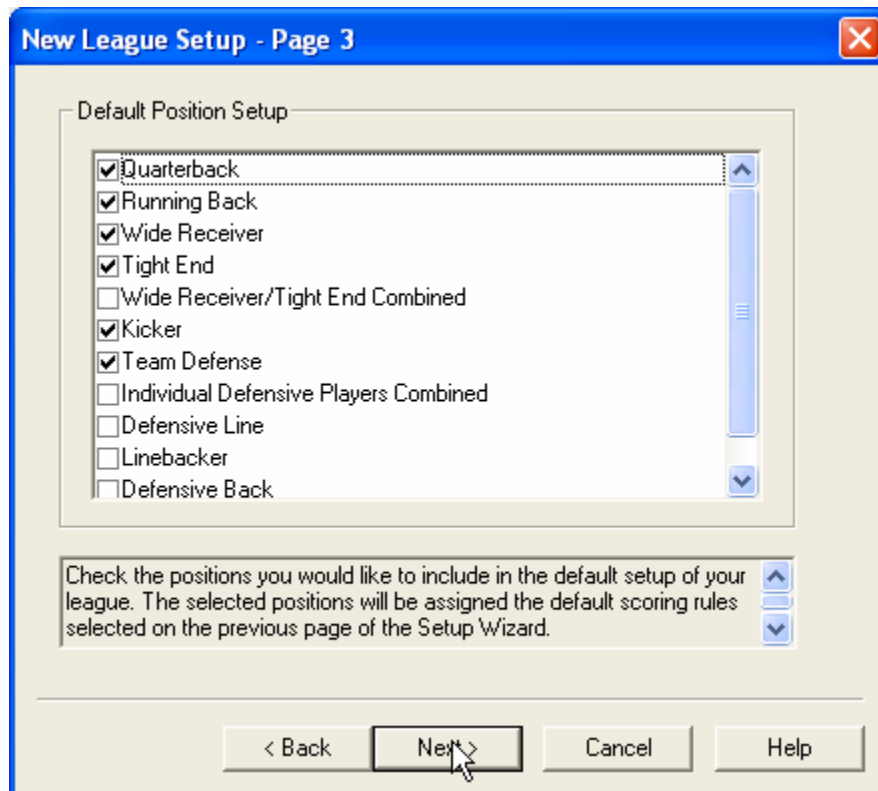 New League Setup - Page 3
Default Position Setup
Quarterback
Running Back
Wide Receiver
Tight End
Wide Receiver/Tight End Combined
Kicker
Team Defense
Individual Defensive Players Combined
Defensive Line
Linebacker
Defensive Back
Check the positions you would like to include in the default setup of your
league. The selected positions will be assigned the default scoring rules
selected on the previous page of the Setup Wizard.
< Back
Next >
Cancel
Help